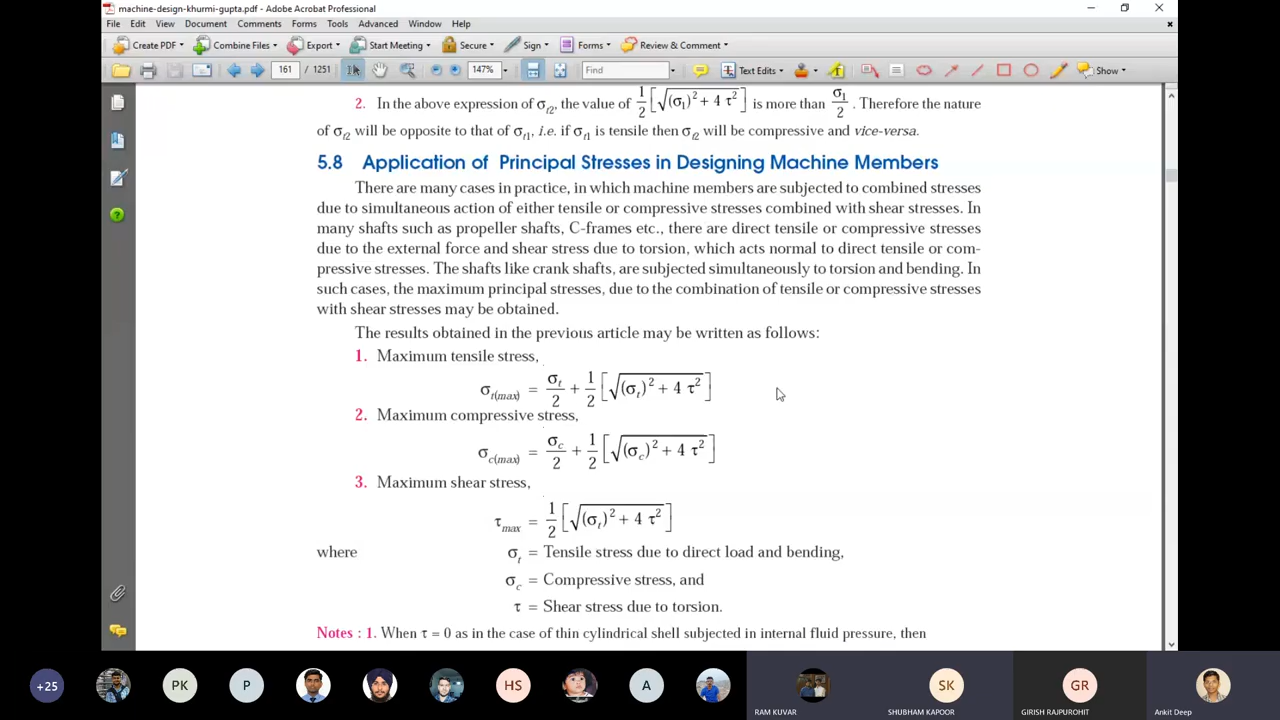 machine-design-khurmi-gupta.pdf - Adobe Acrobat Professional
File Edit View Document Comments Forms Tools Advanced Window Help
Create PDF Combine Files Export Start Meeting Secure Sign Forms Review & Comment
161 / 1251 147% Find Text Edits Show
2. In the above expression of σt2, the value of 1/2 [√(σ1)² + 4 τ²] is more than σ1/2. Therefore the nature
of σt2 will be opposite to that of σt1, i.e. if σt1 is tensile then σt2 will be compressive and vice-versa.
5.8 Application of Principal Stresses in Designing Machine Members
There are many cases in practice, in which machine members are subjected to combined stresses
due to simultaneous action of either tensile or compressive stresses combined with shear stresses. In
many shafts such as propeller shafts, C-frames etc., there are direct tensile or compressive stresses
due to the external force and shear stress due to torsion, which acts normal to direct tensile or com-
pressive stresses. The shafts like crank shafts, are subjected simultaneously to torsion and bending. In
such cases, the maximum principal stresses, due to the combination of tensile or compressive stresses
with shear stresses may be obtained.
The results obtained in the previous article may be written as follows:
1. Maximum tensile stress,
σt(max) = σt/2 + 1/2 [√(σt)² + 4 τ²]
2. Maximum compressive stress,
σc(max) = σc/2 + 1/2 [√(σc)² + 4 τ²]
3. Maximum shear stress,
τmax = 1/2 [√(σt)² + 4 τ²]
where σt = Tensile stress due to direct load and bending,
σc = Compressive stress, and
τ = Shear stress due to torsion.
Notes : 1. When τ = 0 as in the case of thin cylindrical shell subjected in internal fluid pressure, then
+25 PK P HS A SK GR
RAM KUVAR SHUBHAM KAPOOR GIRISH RAJPUROHIT Ankit Deep